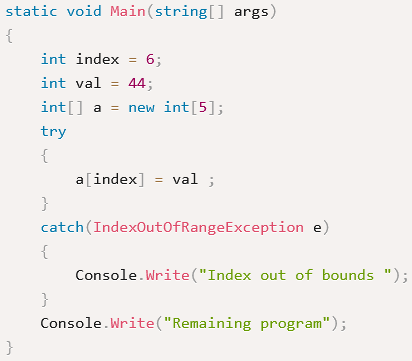 static void Main(string[] args)
{
    int index = 6;
    int val = 44;
    int[] a = new int[5];
    try
    {
        a[index] = val ;
    }
    catch(IndexOutOfRangeException e)
    {
        Console.Write("Index out of bounds ");
    }
    Console.Write("Remaining program");
}